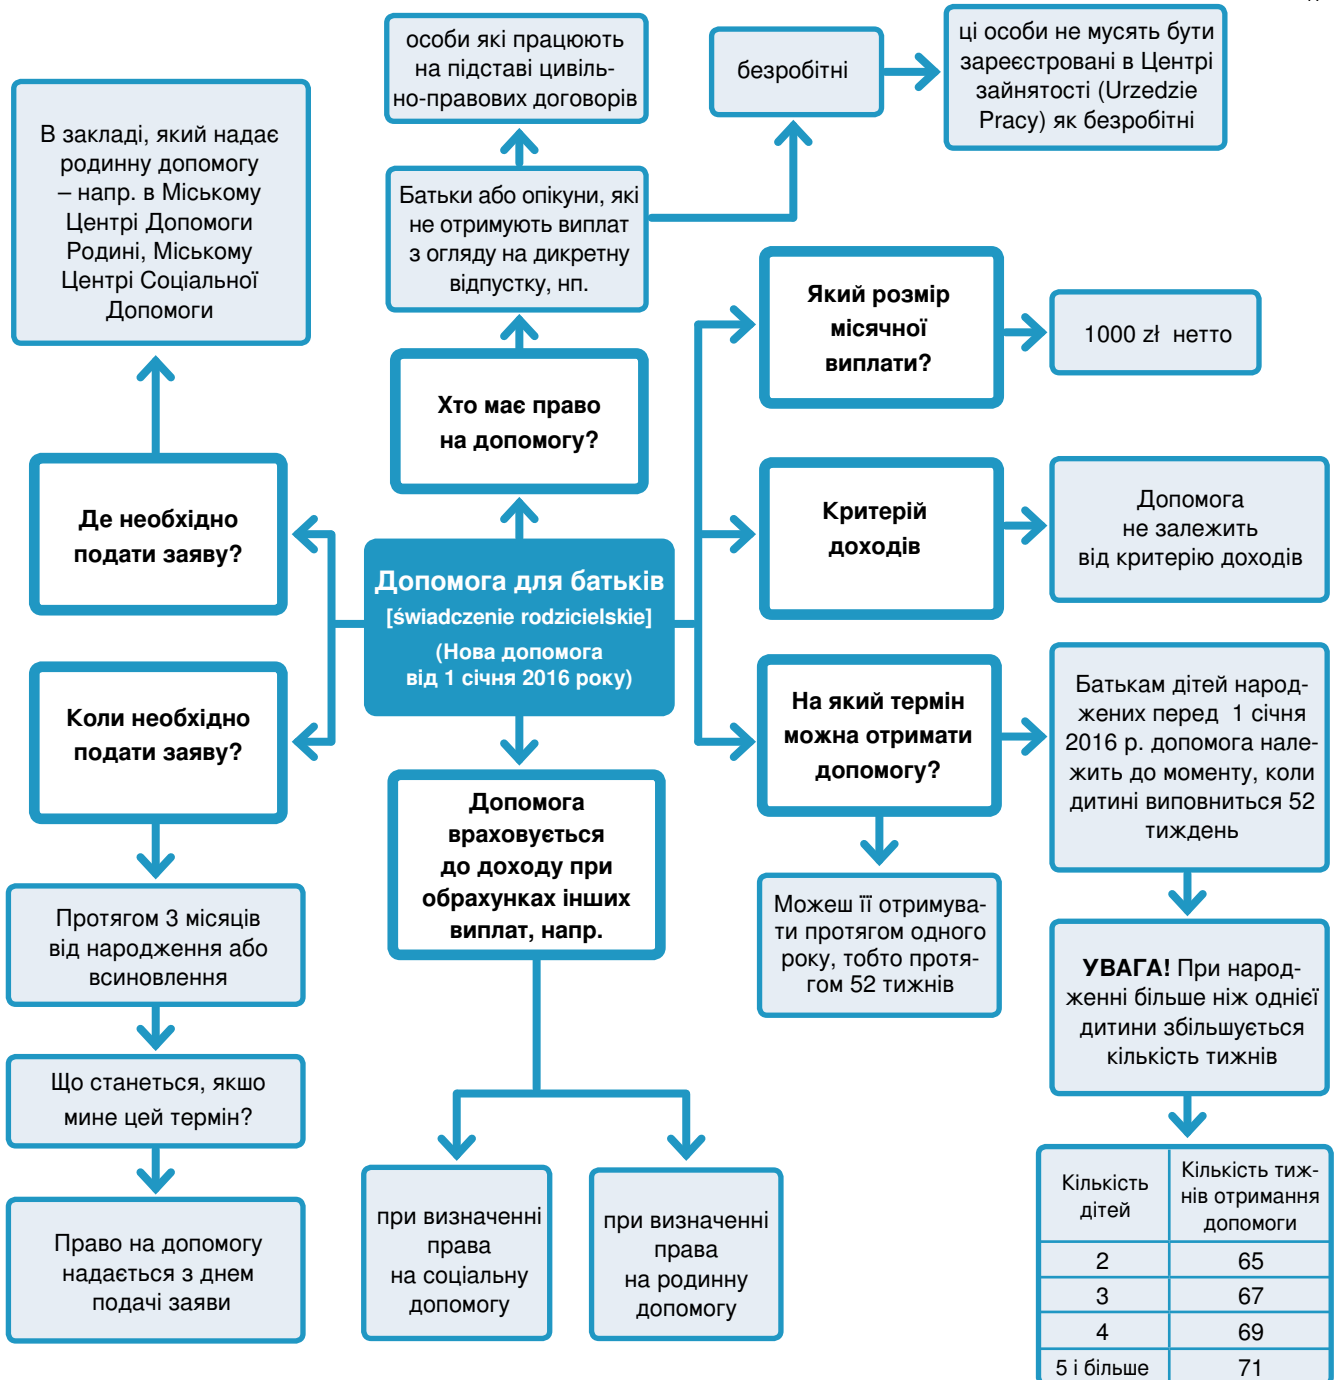 особи які працюють
на підставі цивіль-
но-правових договорів
безробітні
ці особи не мусять бути
зареєстровані в Центрі
зайнятості (Urzedzie
Pracy) як безробітні
В закладі, який надає
родинну допомогу
– напр. в Міському
Центрі Допомоги
Родині, Міському
Центрі Соціальної
Допомоги
Батьки або опікуни, які
не отримують виплат
з огляду на дикретну
відпустку, нп.
Який розмір
місячної
виплати?
1000 zł нетто
Хто має право
на допомогу?
Де необхідно
подати заяву?
Критерій
доходів
Допомога
не залежить
від критерію доходів
Допомога для батьків
[świadczenie rodzicielskie]
(Нова допомога
від 1 січня 2016 року)
Коли необхідно
подати заяву?
На який термін
можна отримати
допомогу?
Батькам дітей народ-
жених перед 1 січня
2016 р. допомога нале-
жить до моменту, коли
дитині виповниться 52
тиждень
Допомога
враховується
до доходу при
обрахунках інших
виплат, напр.
Протягом 3 місяців
від народження або
всиновлення
Можеш її отримува-
ти протягом одного
року, тобто протя-
гом 52 тижнів
УВАГА! При народ-
женні більше ніж однієї
дитини збільшується
кількість тижнів
Що станеться, якшо
мине цей термін?
Право на допомогу
надається з днем
подачі заяви
при визначенні
права
на соціальну
допомогу
при визначенні
права
на родинну
допомогу
Кількість
дітей
Кількість тиж-
нів отримання
допомоги
2 65
3 67
4 69
5 і більше 71